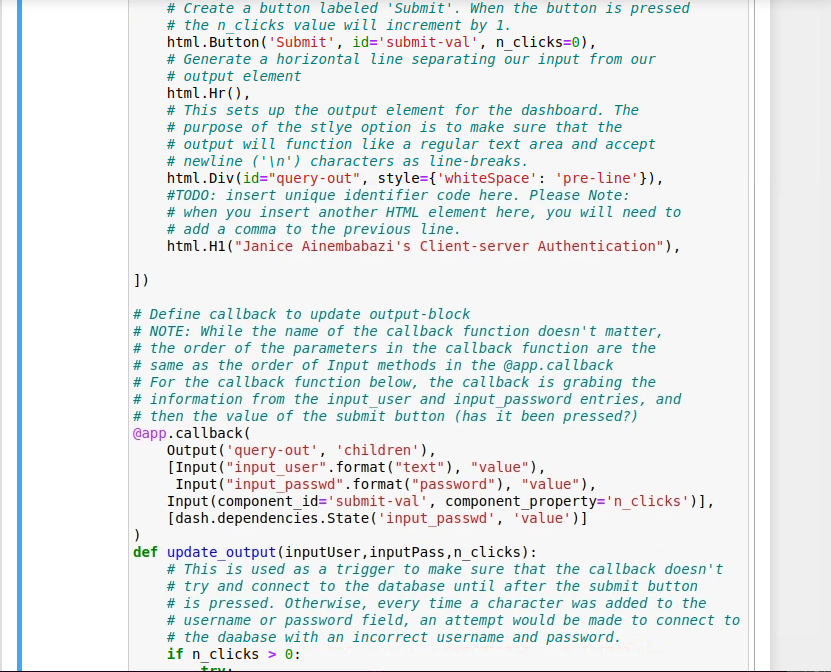 # Create a button labeled 'Submit'. When the button is pressed
# the n_clicks value will increment by 1.
html.Button('Submit', id='submit-val', n_clicks=0),
# Generate a horizontal line separating our input from our
# output element
html.Hr(),
# This sets up the output element for the dashboard. The
# purpose of the stlye option is to make sure that the
# output will function like a regular text area and accept
# newline ('\n') characters as line-breaks.
html.Div(id="query-out", style={'whiteSpace': 'pre-line'}),
#TODO: insert unique identifier code here. Please Note:
# when you insert another HTML element here, you will need to
# add a comma to the previous line.
html.H1("Janice Ainembabazi's Client-server Authentication"),
])
# Define callback to update output-block
# NOTE: While the name of the callback function doesn't matter,
# the order of the parameters in the callback function are the
# same as the order of Input methods in the @app.callback
# For the callback function below, the callback is grabing the
# information from the input_user and input_password entries, and
# then the value of the submit button (has it been pressed?)
@app.callback(
Output('query-out', 'children'),
[Input("input_user".format("text"), "value"),
Input("input_passwd".format("password"), "value"),
Input(component_id='submit-val', component_property='n_clicks')],
[dash.dependencies.State('input_passwd', 'value')]
)
def update_output(inputUser,inputPass,n_clicks):
# This is used as a trigger to make sure that the callback doesn't
# try and connect to the database until after the submit button
# is pressed. Otherwise, every time a character was added to the
# username or password field, an attempt would be made to connect to
# the daabase with an incorrect username and password.
if n_clicks > 0:
try: